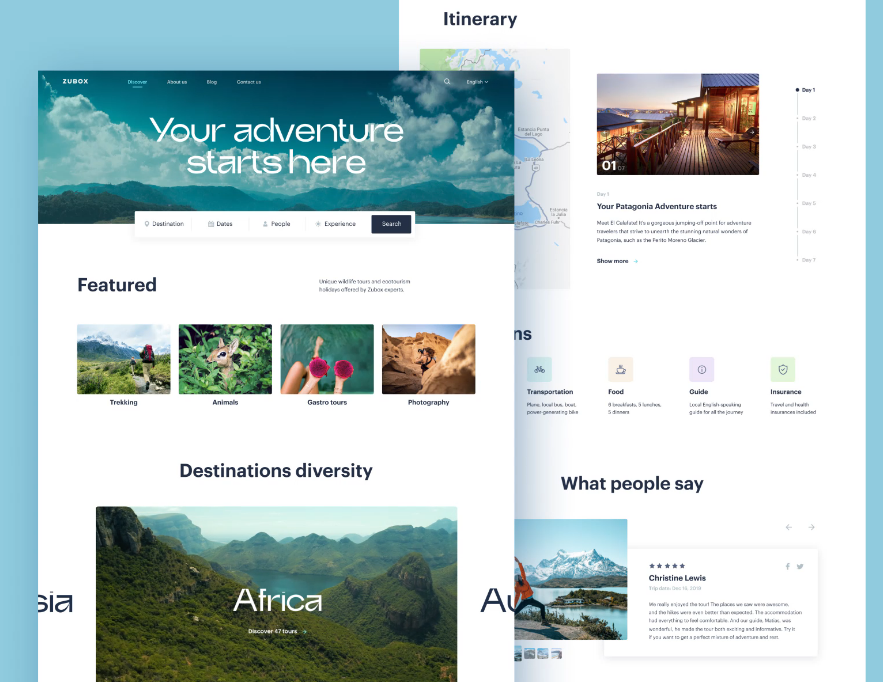 Itinerary
ZUBOX
Discover
About us
Blog
Contact us
English
Your adventure
starts here
Destination
Dates
People
Experience
Search
Featured
Unique wildlife tours and ecotourism
holidays offered by Zubox experts.
Trekking
Animals
Gastro tours
Photography
Destinations diversity
sia
Africa
Au
Discover 47 tours
01
Day 1
Day 2
Day 3
Day 4
Day 5
Day 6
Day 7
Day 1
Your Patagonia Adventure starts
Meet El Calafate! It's a gorgeous jumping-off point for adventure
travelers that strive to unearth the stunning natural wonders of
Patagonia, such as the Perito Moreno Glacier.
Show more
ns
Transportation
Plane, local bus, boat,
power-generating bike
Food
6 breakfasts, 5 lunches,
5 dinners
Guide
Local English-speaking
guide for all the journey
Insurance
Travel and health
insurances included
What people say
Christine Lewis
Trip date: Dec 16, 2019
We really enjoyed the tour! The places we saw were awesome,
and the hikes were even better than expected. The accommodation
had everything to feel comfortable. And our guide, Matias, was
wonderful, he made the tour both exciting and informative. Try it
if you want to get a perfect mixture of adventure and rest.